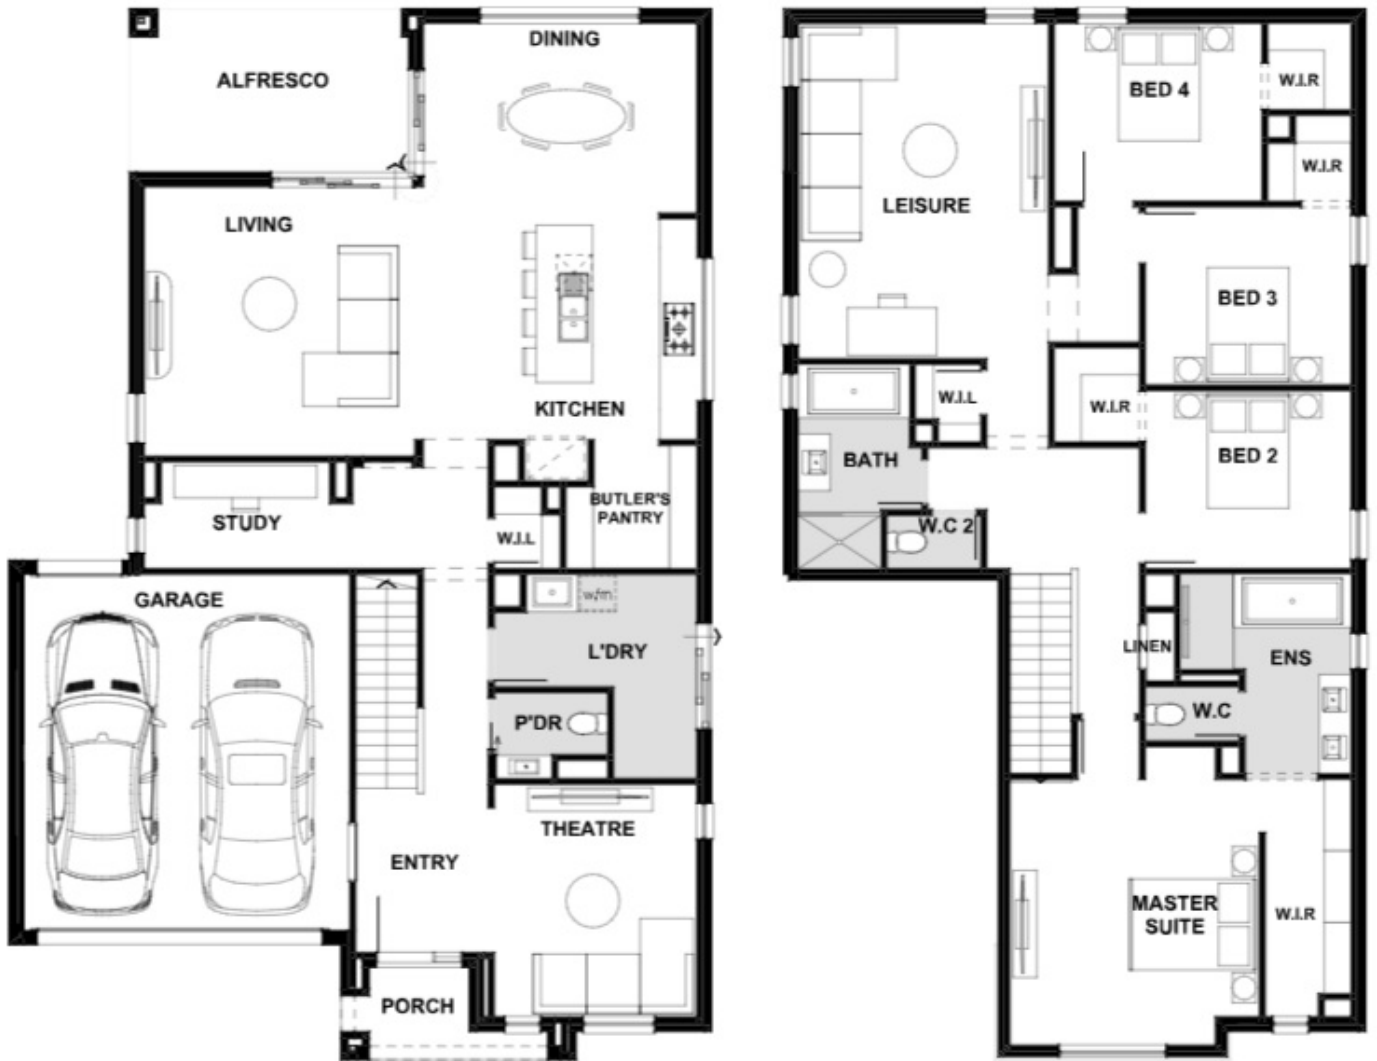 ALFRESCO
DINING
LIVING
KITCHEN
STUDY
W.I.L
BUTLER'S
PANTRY
GARAGE
w/m
L'DRY
P'DR
THEATRE
ENTRY
PORCH
LEISURE
BED 4
W.I.R
W.I.R
BED 3
W.I.L
W.I.R
BATH
BED 2
W.C 2
LINEN
ENS
W.C
MASTER
SUITE
W.I.R